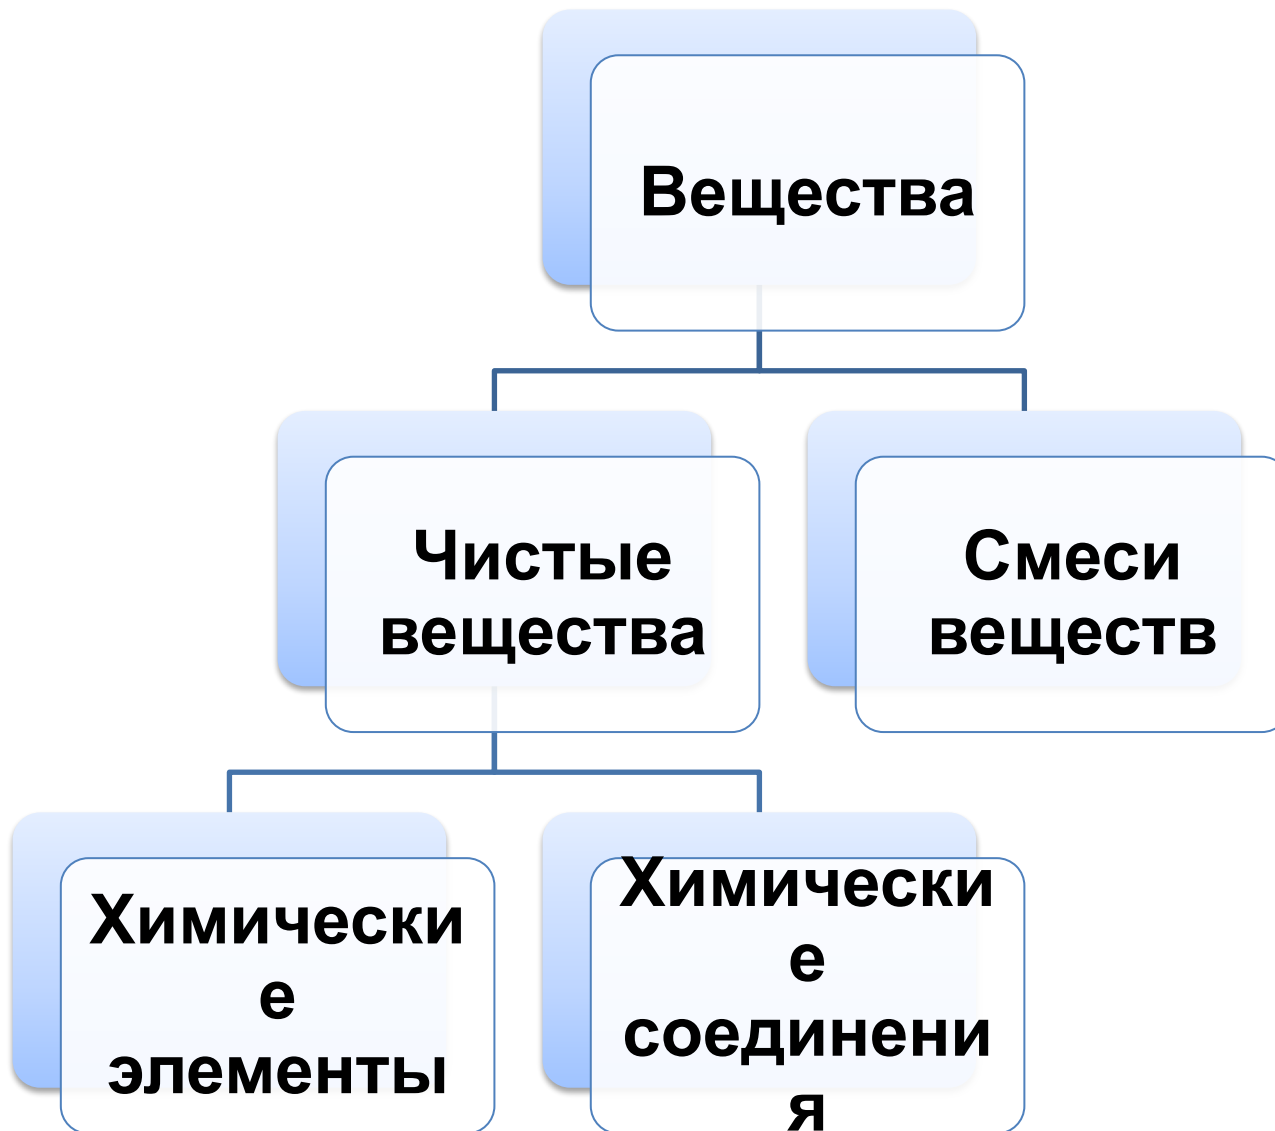 Вещества
Чистые
вещества
Смеси
веществ
Химически
е
элементы
Химически
е
соединени
я